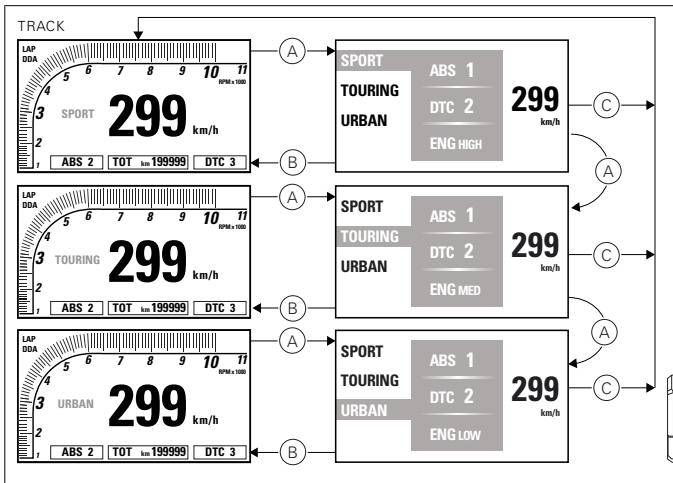 TRACK
LAP
DDA
1 2 3 4 5 6 7 8 9 10 11
RPM x 1000
SPORT 299 km/h
ABS 2 TOT km 199999 DTC 3
A
B
SPORT
TOURING
URBAN
ABS 1
DTC 2
ENG HIGH
299
km/h
C
A
LAP
DDA
1 2 3 4 5 6 7 8 9 10 11
RPM x 1000
TOURING 299 km/h
ABS 2 TOT km 199999 DTC 3
A
B
SPORT
TOURING
URBAN
ABS 1
DTC 2
ENG MED
299
km/h
C
A
LAP
DDA
1 2 3 4 5 6 7 8 9 10 11
RPM x 1000
URBAN 299 km/h
ABS 2 TOT km 199999 DTC 3
A
B
SPORT
TOURING
URBAN
ABS 1
DTC 2
ENG LOW
299
km/h
C